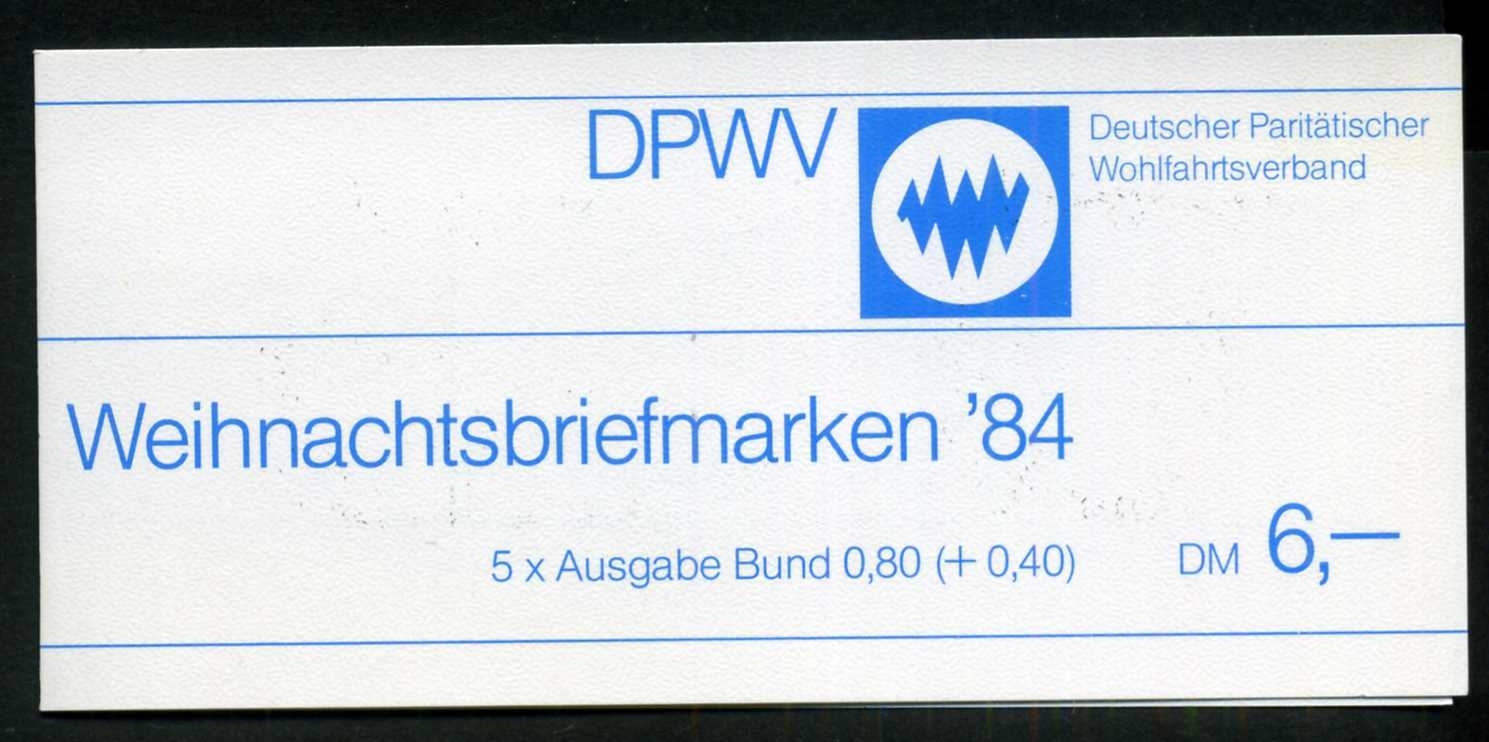 DPWV
Deutscher Paritätischer
Wohlfahrtsverband
Weihnachtsbriefmarken '84
5 x Ausgabe Bund 0,80 (+ 0,40)
DM 6,—